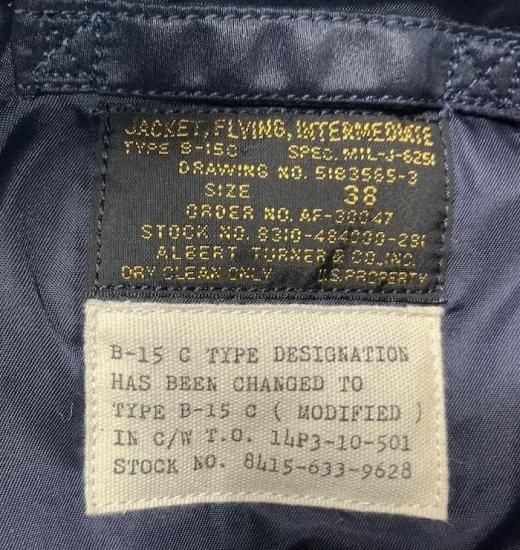 JACKET, FLYING, INTERMEDIATE
TYPE B-15C SPEC. MIL-J-6251
DRAWING NO. 51B3565-3
SIZE 38
ORDER NO. AF-30047
STOCK NO. 8310-484000-291
ALBERT TURNER & CO. INC.
DRY CLEAN ONLY U.S. PROPERTY
B-15 C TYPE DESIGNATION
HAS BEEN CHANGED TO
TYPE B-15 C ( MODIFIED )
IN C/W T.O. 14P3-10-501
STOCK NO. 8415-633-9628